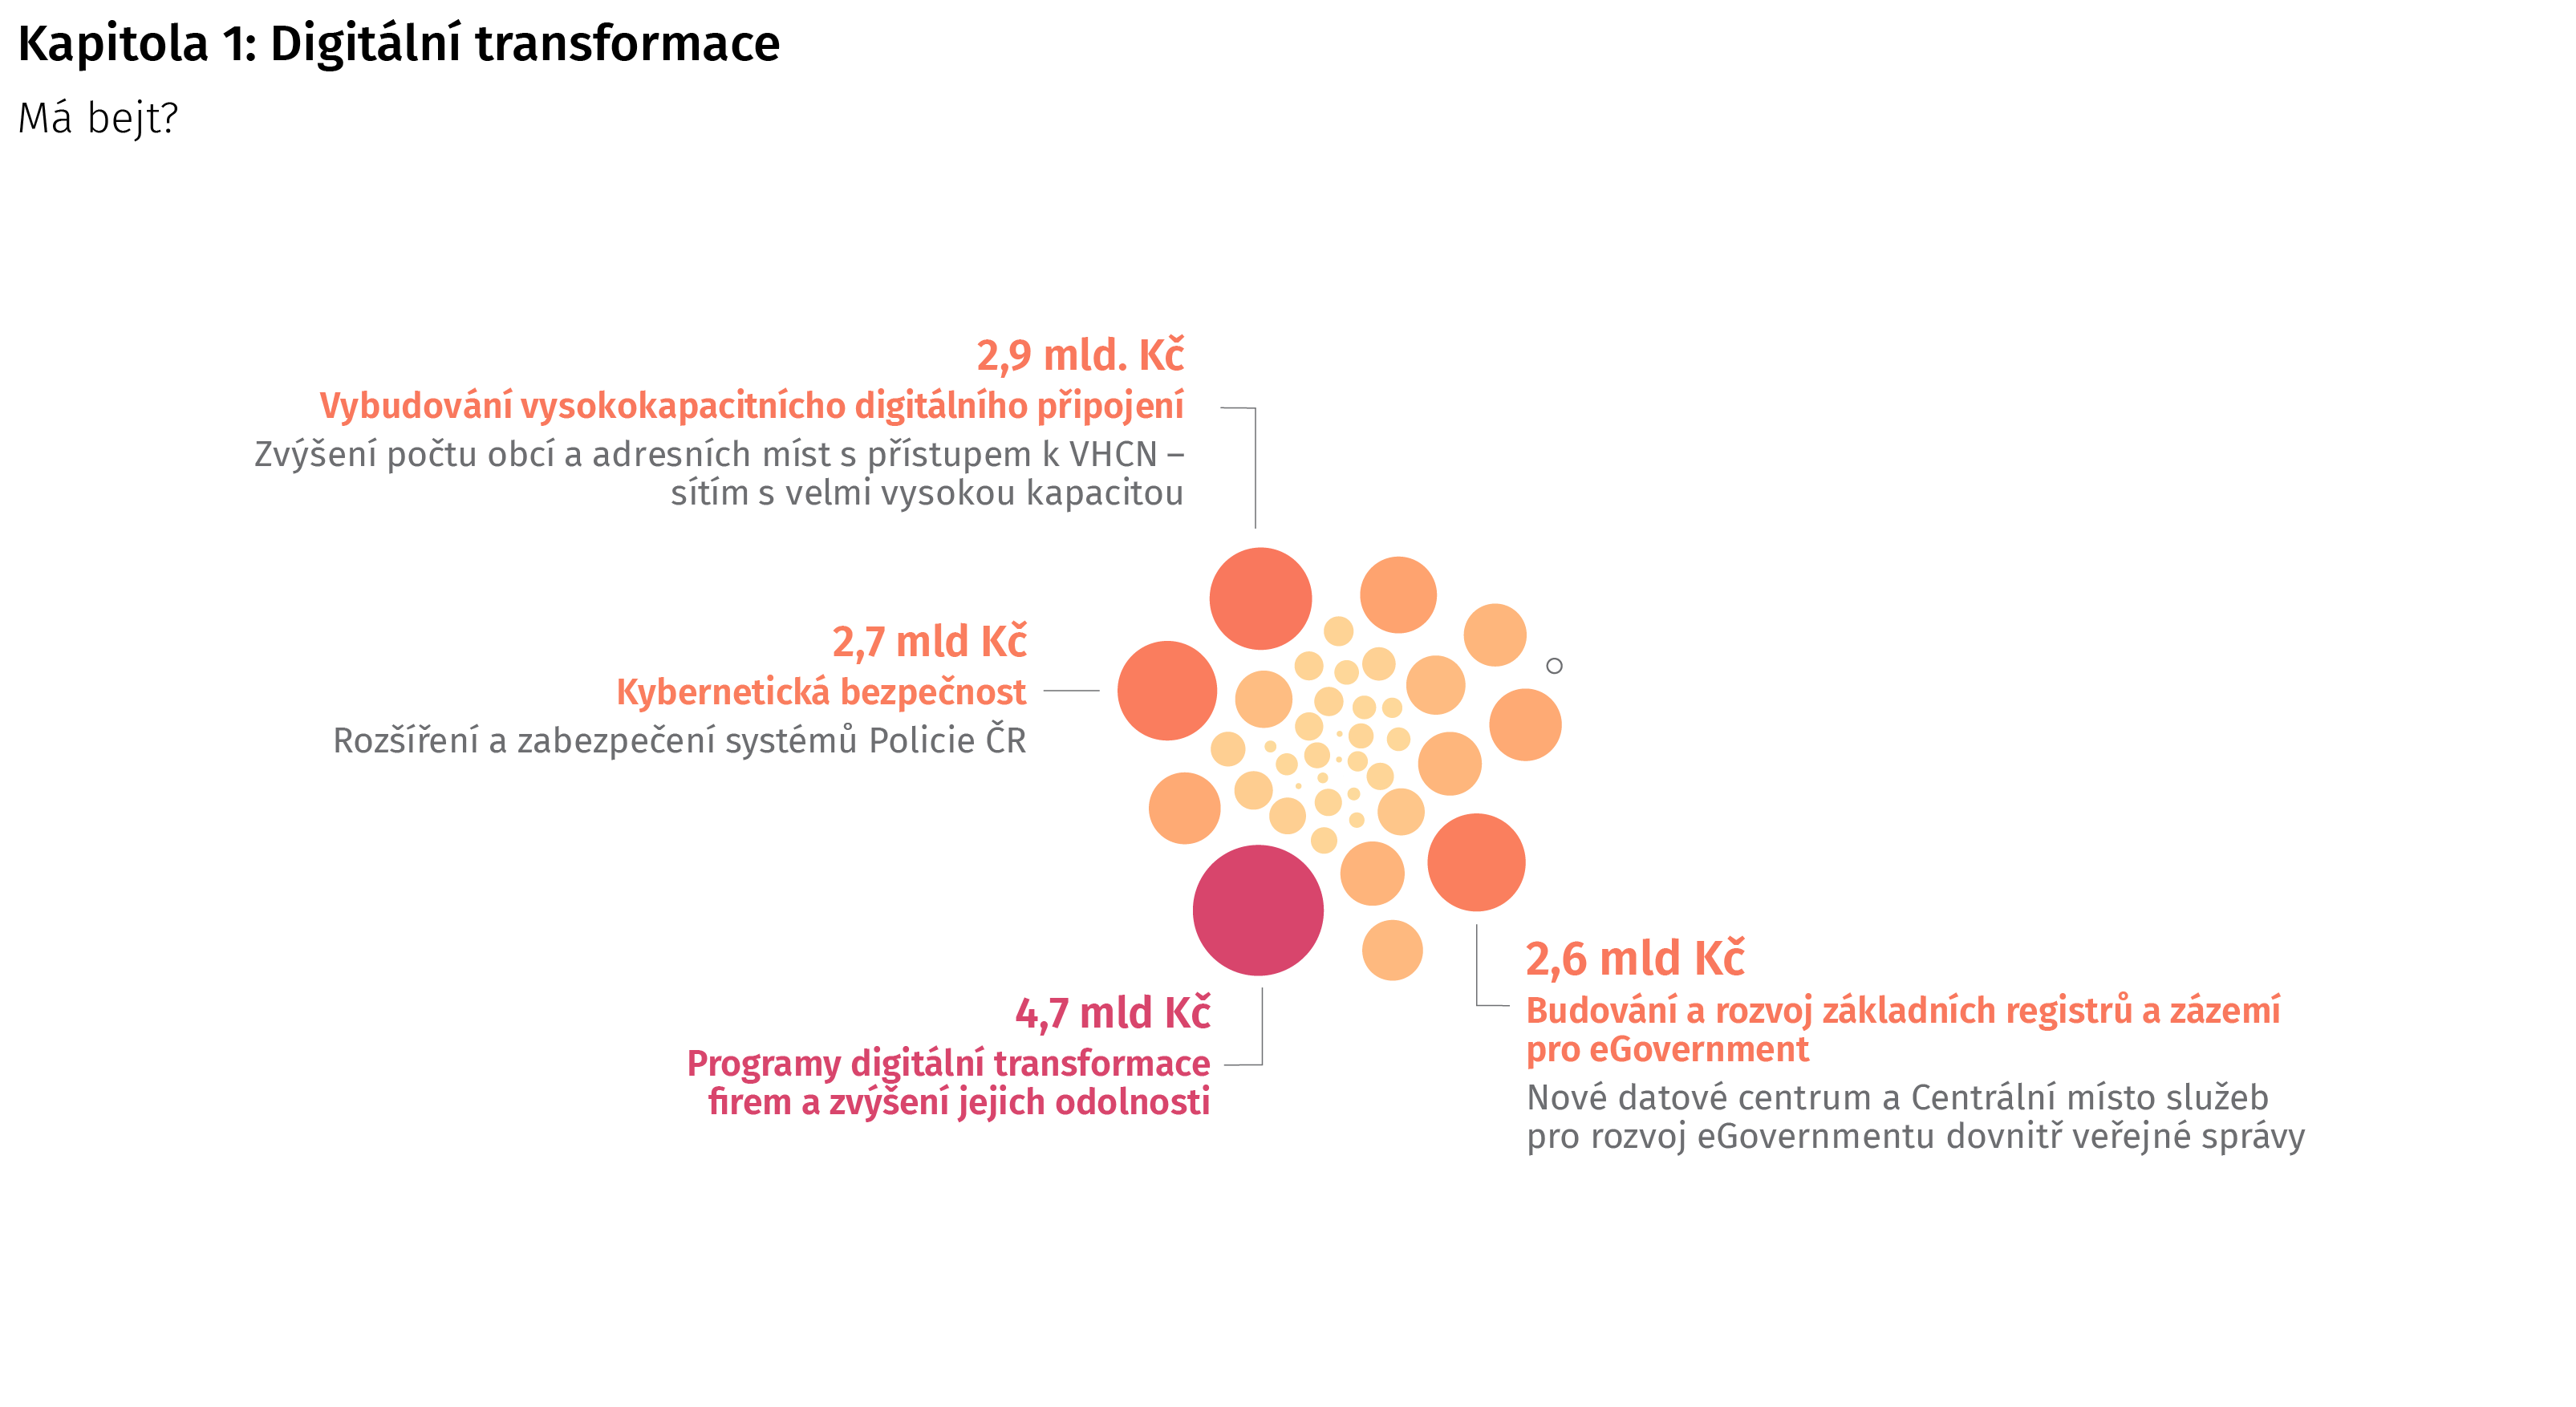 Kapitola 1: Digitální transformace
Má bejt?
2,9 mld. Kč
Vybudování vysokokapacitnícho digitálního připojení
Zvýšení počtu obcí a adresních míst s přístupem k VHCN –
sítím s velmi vysokou kapacitou
2,7 mld Kč
Kybernetická bezpečnost
Rozšíření a zabezpečení systémů Policie ČR
4,7 mld Kč
Programy digitální transformace
firem a zvýšení jejich odolnosti
2,6 mld Kč
Budování a rozvoj základních registrů a zázemí
pro eGovernment
Nové datové centrum a Centrální místo služeb
pro rozvoj eGovernmentu dovnitř veřejné správy